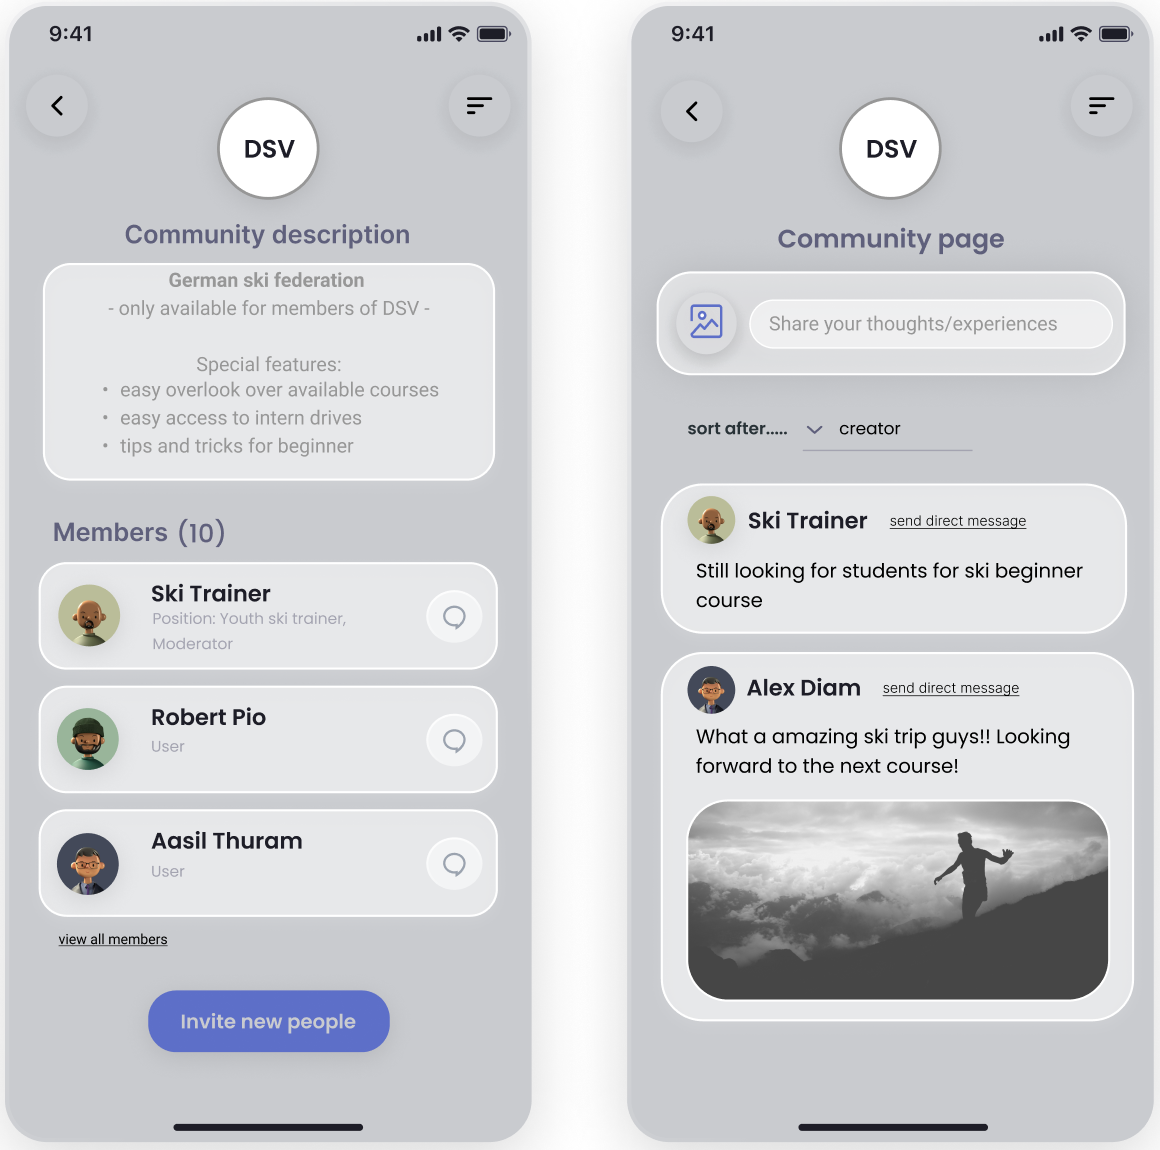 9:41
DSV
Community description
German ski federation
- only available for members of DSV -
Special features:
• easy overlook over available courses
• easy access to intern drives
• tips and tricks for beginner
Members (10)
Ski Trainer
Position: Youth ski trainer,
Moderator
Robert Pio
User
Aasil Thuram
User
view all members
Invite new people
9:41
DSV
Community page
Share your thoughts/experiences
sort after..... creator
Ski Trainer send direct message
Still looking for students for ski beginner
course
Alex Diam send direct message
What a amazing ski trip guys!! Looking
forward to the next course!